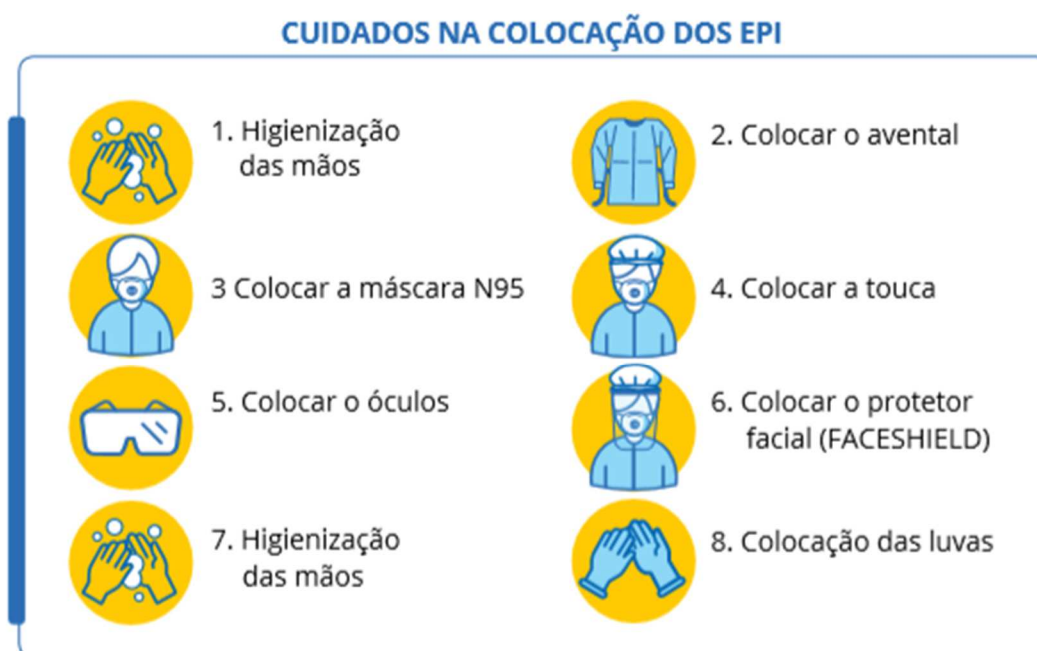 CUIDADOS NA COLOCAÇÃO DOS EPI
1. Higienização
das mãos
2. Colocar o avental
3 Colocar a máscara N95
4. Colocar a touca
5. Colocar o óculos
6. Colocar o protetor
facial (FACESHIELD)
7. Higienização
das mãos
8. Colocação das luvas